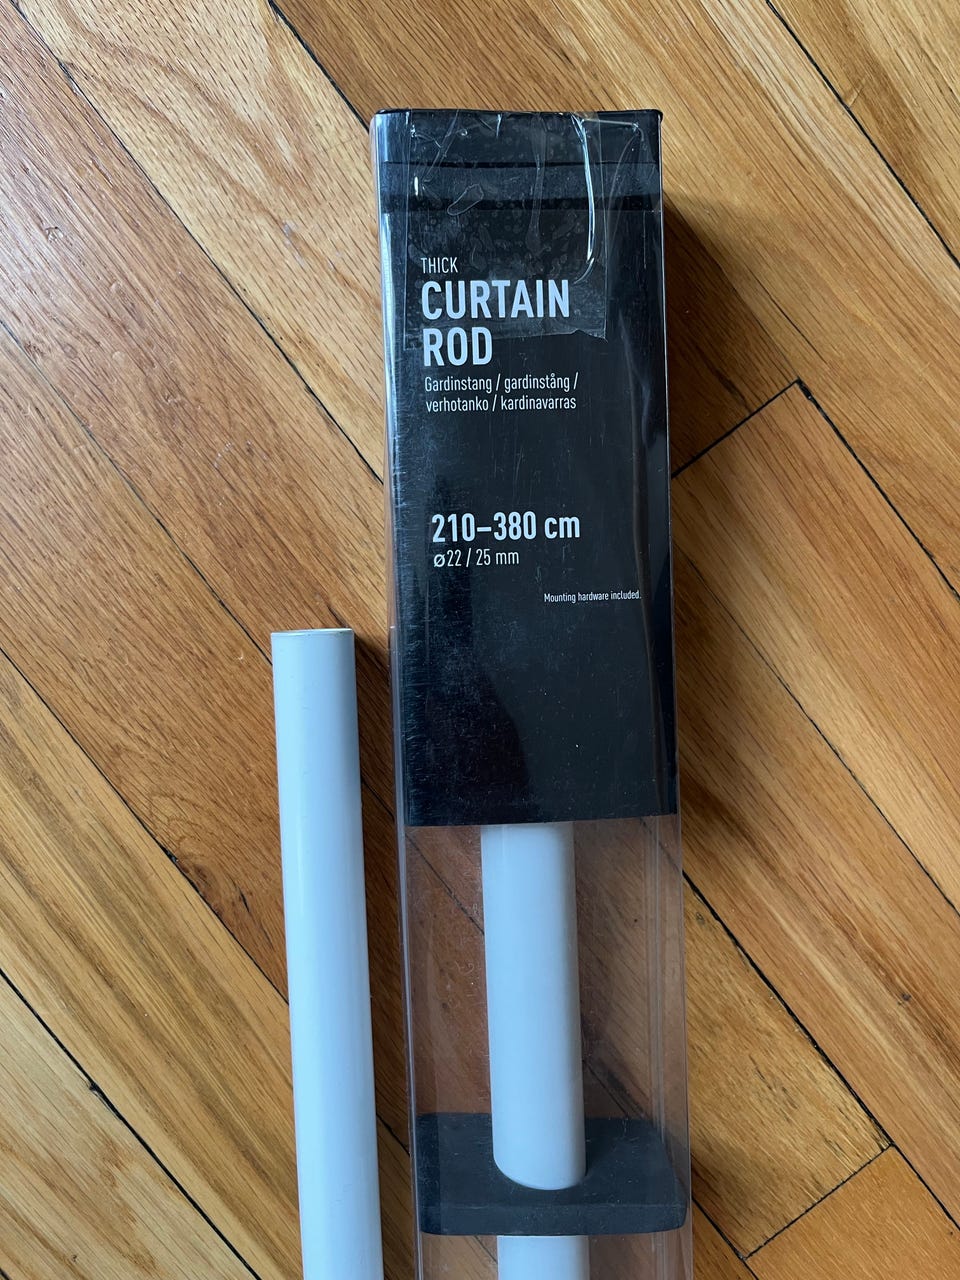 THICK
CURTAIN
ROD
Gardinstang / gardinstång /
verhotanko / kardinavarras
210–380 cm
ø22 / 25 mm
Mounting hardware included.